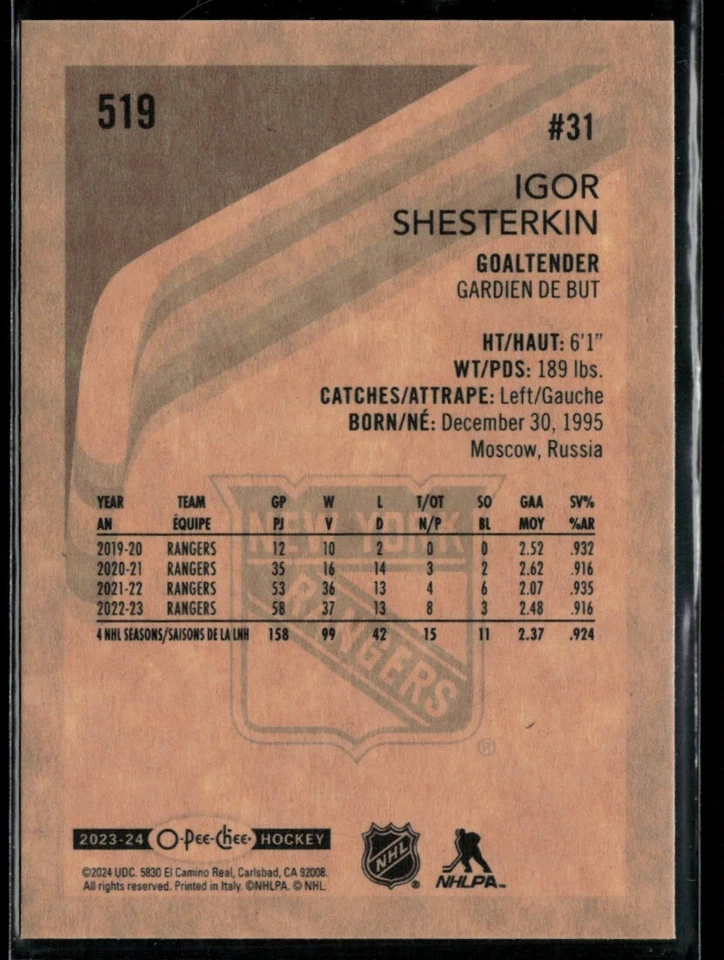 519
#31
IGOR
SHESTERKIN
GOALTENDER
GARDIEN DE BUT
HT/HAUT: 6'1"
WT/PDS: 189 lbs.
CATCHES/ATTRAPE: Left/Gauche
BORN/NÉ: December 30, 1995
Moscow, Russia
YEAR TEAM GP W L T/OT SO GAA SV%
AN ÉQUIPE PJ V D N/P BL MOY %AR
2019-20 RANGERS 12 10 2 0 0 2.52 .932
2020-21 RANGERS 35 16 14 3 2 2.62 .916
2021-22 RANGERS 53 36 13 4 6 2.07 .935
2022-23 RANGERS 58 37 13 8 3 2.48 .916
4 NHL SEASONS/SAISONS DE LA LNH 158 99 42 15 11 2.37 .924
NEW YORK
RANGERS
®
2023-24 O-Pee-Chee® HOCKEY
©2024 UDC. 5830 El Camino Real, Carlsbad, CA 92008.
All rights reserved. Printed in Italy. ©NHLPA. © NHL.
NHL ®
NHLPA™